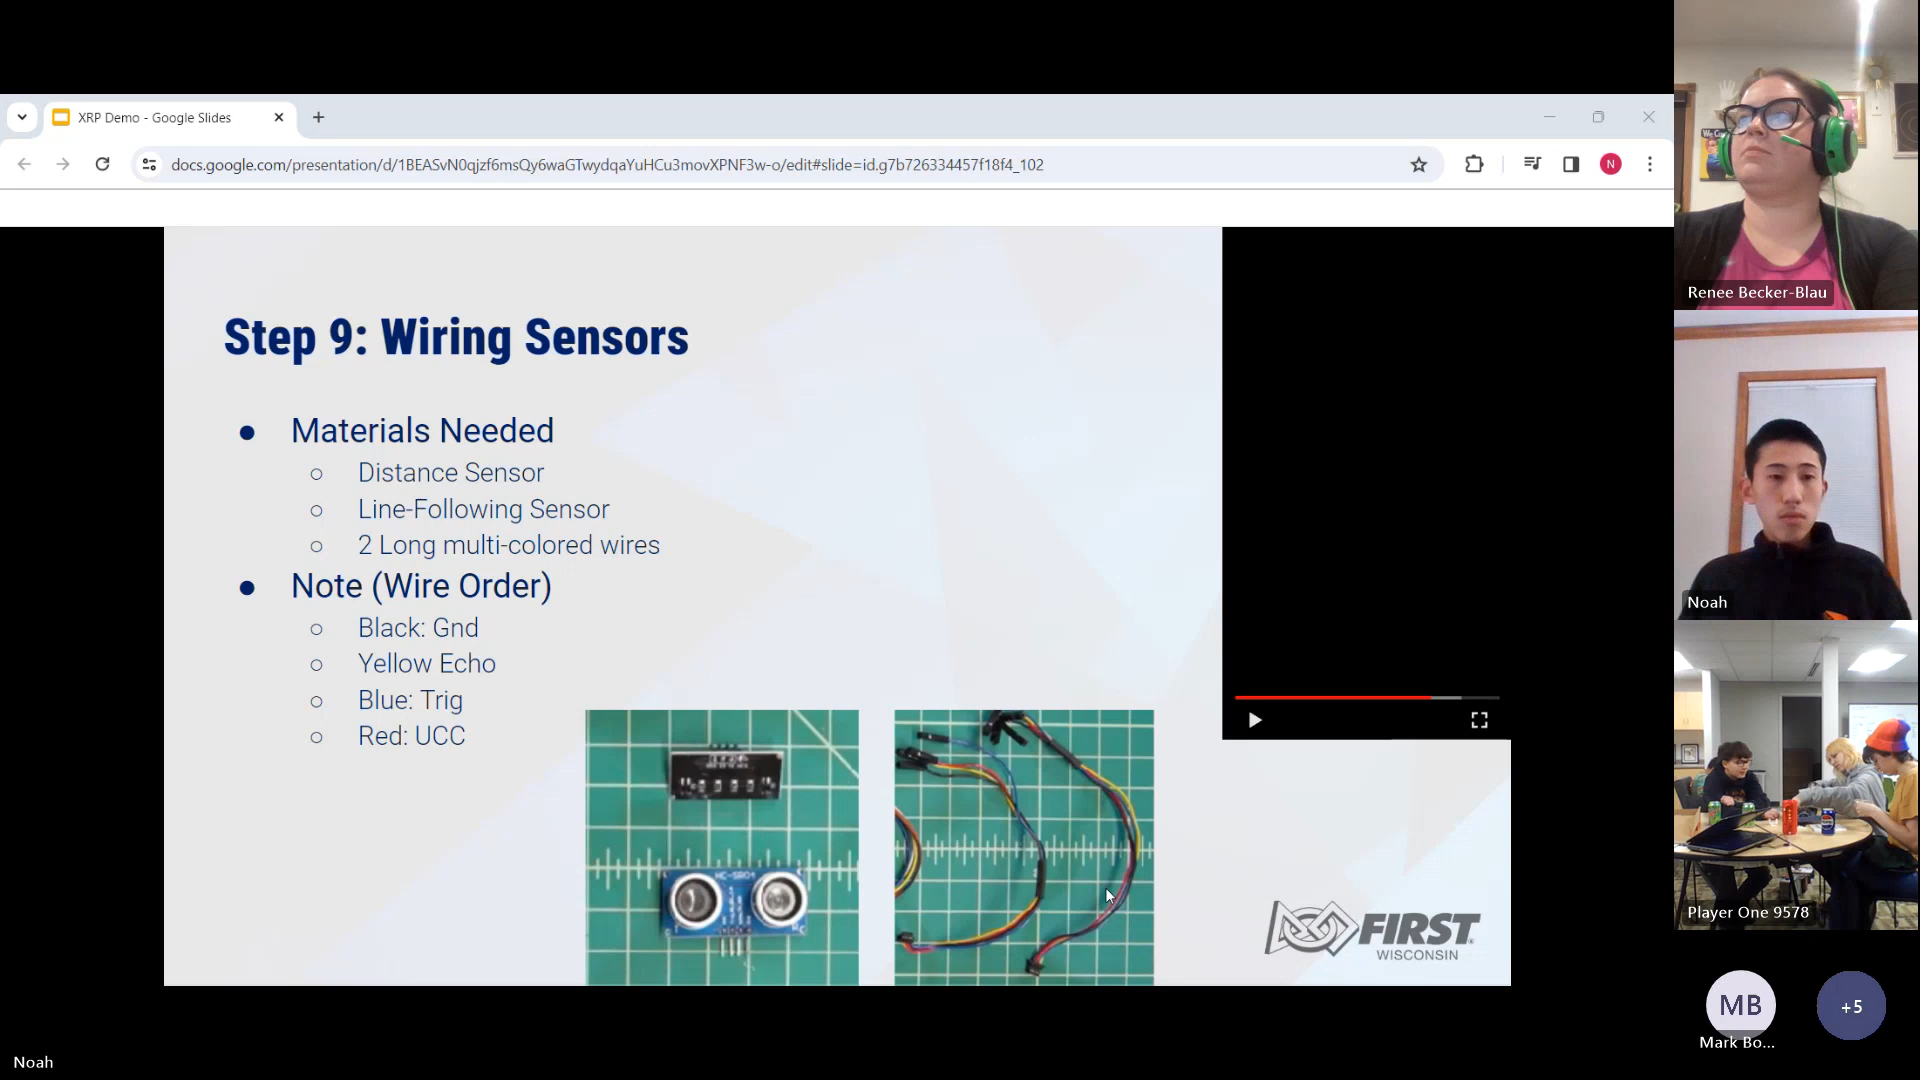 XRP Demo - Google Slides
docs.google.com/presentation/d/1BEASvN0qjzf6msQy6waGTwydqaYuHCu3movXPNF3w-o/edit#slide=id.g7b726334457f18f4_102
N
Step 9: Wiring Sensors
Materials Needed
Distance Sensor
Line-Following Sensor
2 Long multi-colored wires
Note (Wire Order)
Black: Gnd
Yellow Echo
Blue: Trig
Red: UCC
HC-SR04
FIRST
WISCONSIN
Renee Becker-Blau
Noah
Player One 9578
MB
Mark Bo...
+5
Noah